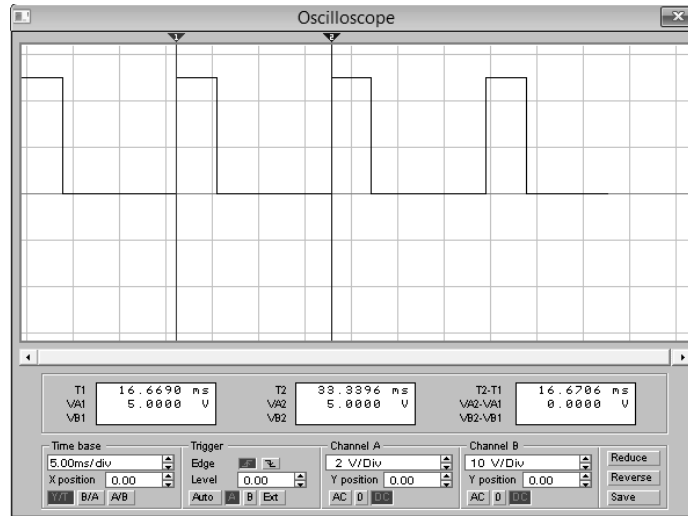 Oscilloscope
1 2
T1 16.6690 ms
VA1 5.0000 V
VB1
T2 33.3396 ms
VA2 5.0000 V
VB2
T2-T1 16.6706 ms
VA2-VA1 0.0000 V
VB2-VB1
Time base
5.00ms/div
X position 0.00
Y/T B/A A/B
Trigger
Edge
Level 0.00
Auto A B Ext
Channel A
2 V/Div
Y position 0.00
AC 0 DC
Channel B
10 V/Div
Y position 0.00
AC 0 DC
Reduce
Reverse
Save